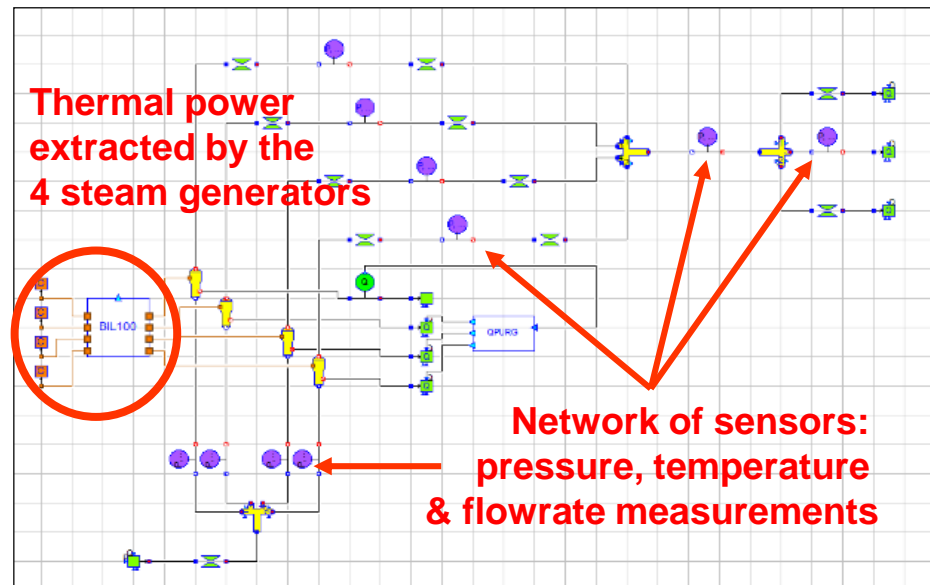 Thermal power
extracted by the
4 steam generators
BIL100
Q
QPURG
Network of sensors:
pressure, temperature
& flowrate measurements